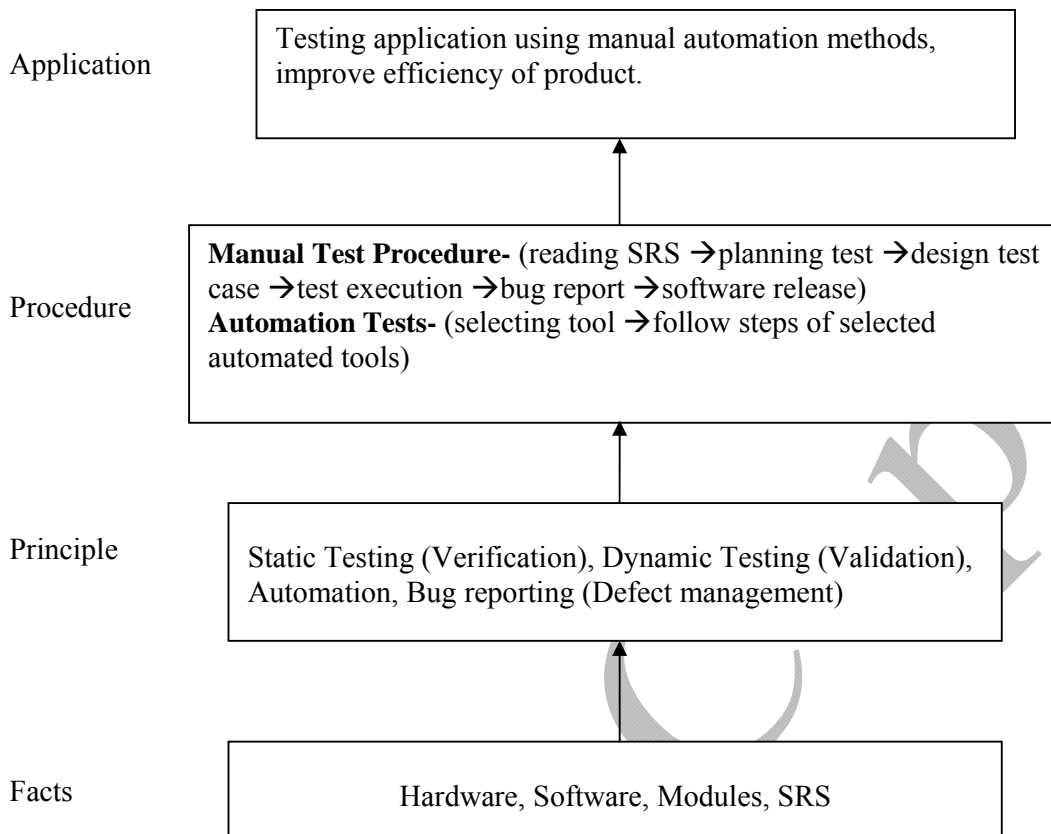 Application
Testing application using manual automation methods,
improve efficiency of product.
Procedure
Manual Test Procedure- (reading SRS →planning test →design test
case →test execution →bug report →software release)
Automation Tests- (selecting tool →follow steps of selected
automated tools)
Principle
Static Testing (Verification), Dynamic Testing (Validation),
Automation, Bug reporting (Defect management)
Facts
Hardware, Software, Modules, SRS